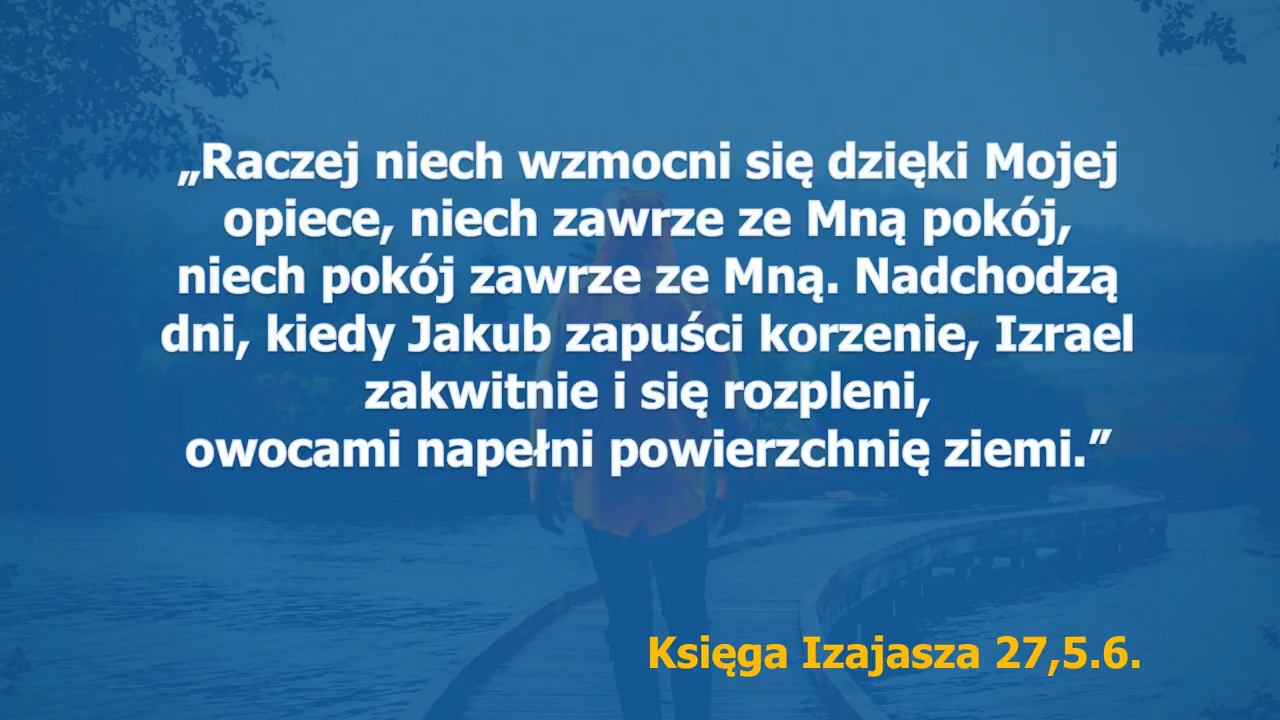 „Raczej niech wzmocni się dzięki Mojej
opiece, niech zawrze ze Mną pokój,
niech pokój zawrze ze Mną. Nadchodzą
dni, kiedy Jakub zapuści korzenie, Izrael
zakwitnie i się rozpleni,
owocami napełni powierzchnię ziemi.”
Księga Izajasza 27,5.6.